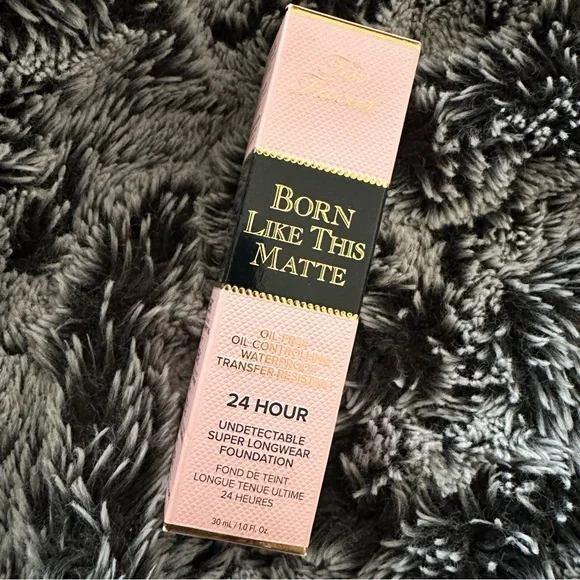 Too
Faced
BORN
LIKE THIS
MATTE
OIL-FREE
OIL-CONTROLLING
WATERPROOF
TRANSFER-RESISTANT
24 HOUR
UNDETECTABLE
SUPER LONGWEAR
FOUNDATION
FOND DE TEINT
LONGUE TENUE ULTIME
24 HEURES
30 mL / 1.0 Fl. Oz.